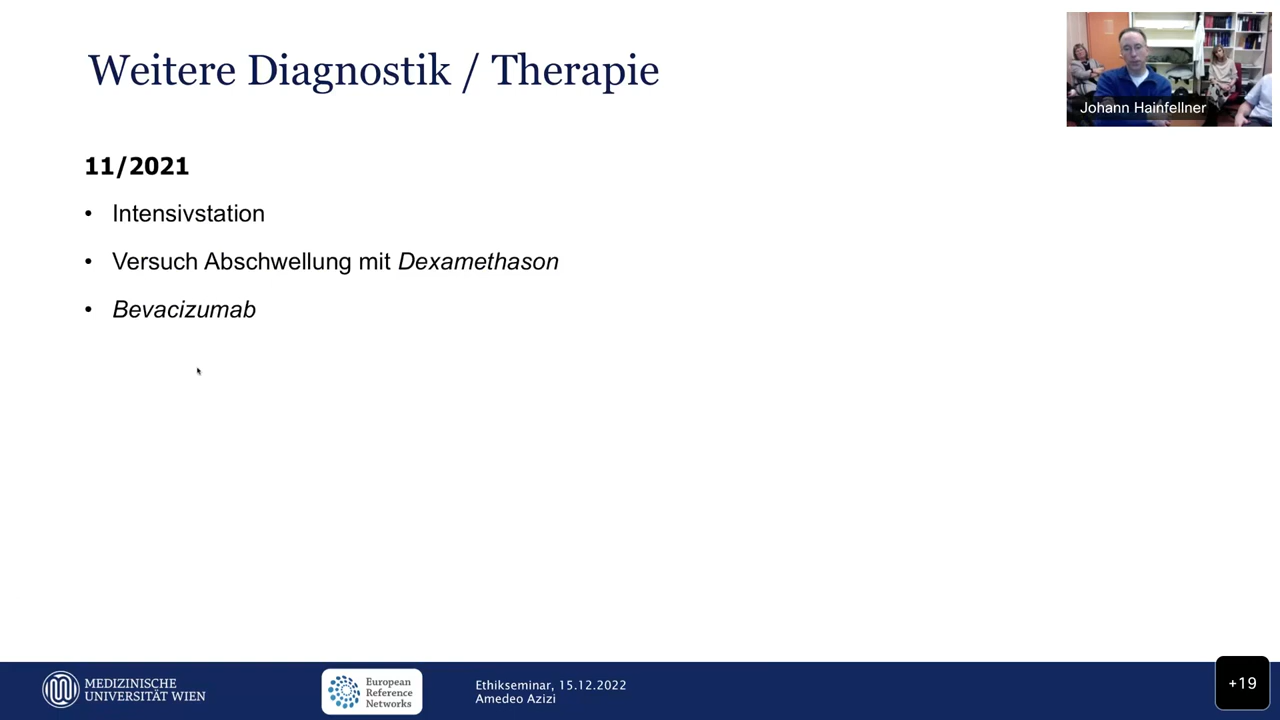 Weitere Diagnostik / Therapie
Johann Hainfellner
11/2021
• Intensivstation
• Versuch Abschwellung mit Dexamethason
• Bevacizumab
MEDIZINISCHE
UNIVERSITÄT WIEN
European
Reference
Networks
Ethikseminar, 15.12.2022
Amedeo Azizi
+19